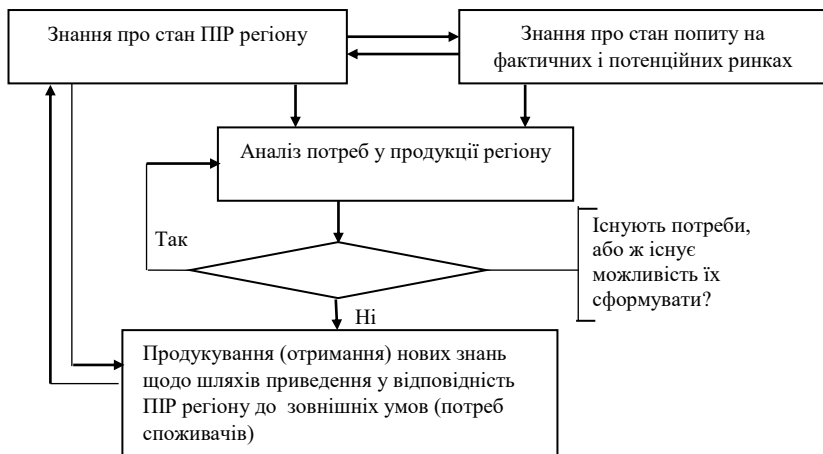 Знання про стан ПІР регіону
Знання про стан попиту на
фактичних і потенційних ринках
Аналіз потреб у продукції регіону
Так
Існують потреби,
або ж існує
можливість їх
сформувати?
Ні
Продукування (отримання) нових знань
щодо шляхів приведення у відповідність
ПІР регіону до зовнішніх умов (потреб
споживачів)